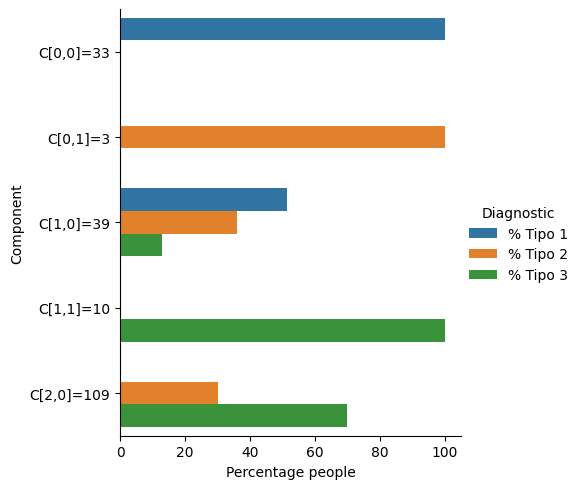 C[0,0]=33
C[0,1]=3
C[1,0]=39
C[1,1]=10
C[2,0]=109
Component
0 20 40 60 80 100
Percentage people
Diagnostic
% Tipo 1
% Tipo 2
% Tipo 3